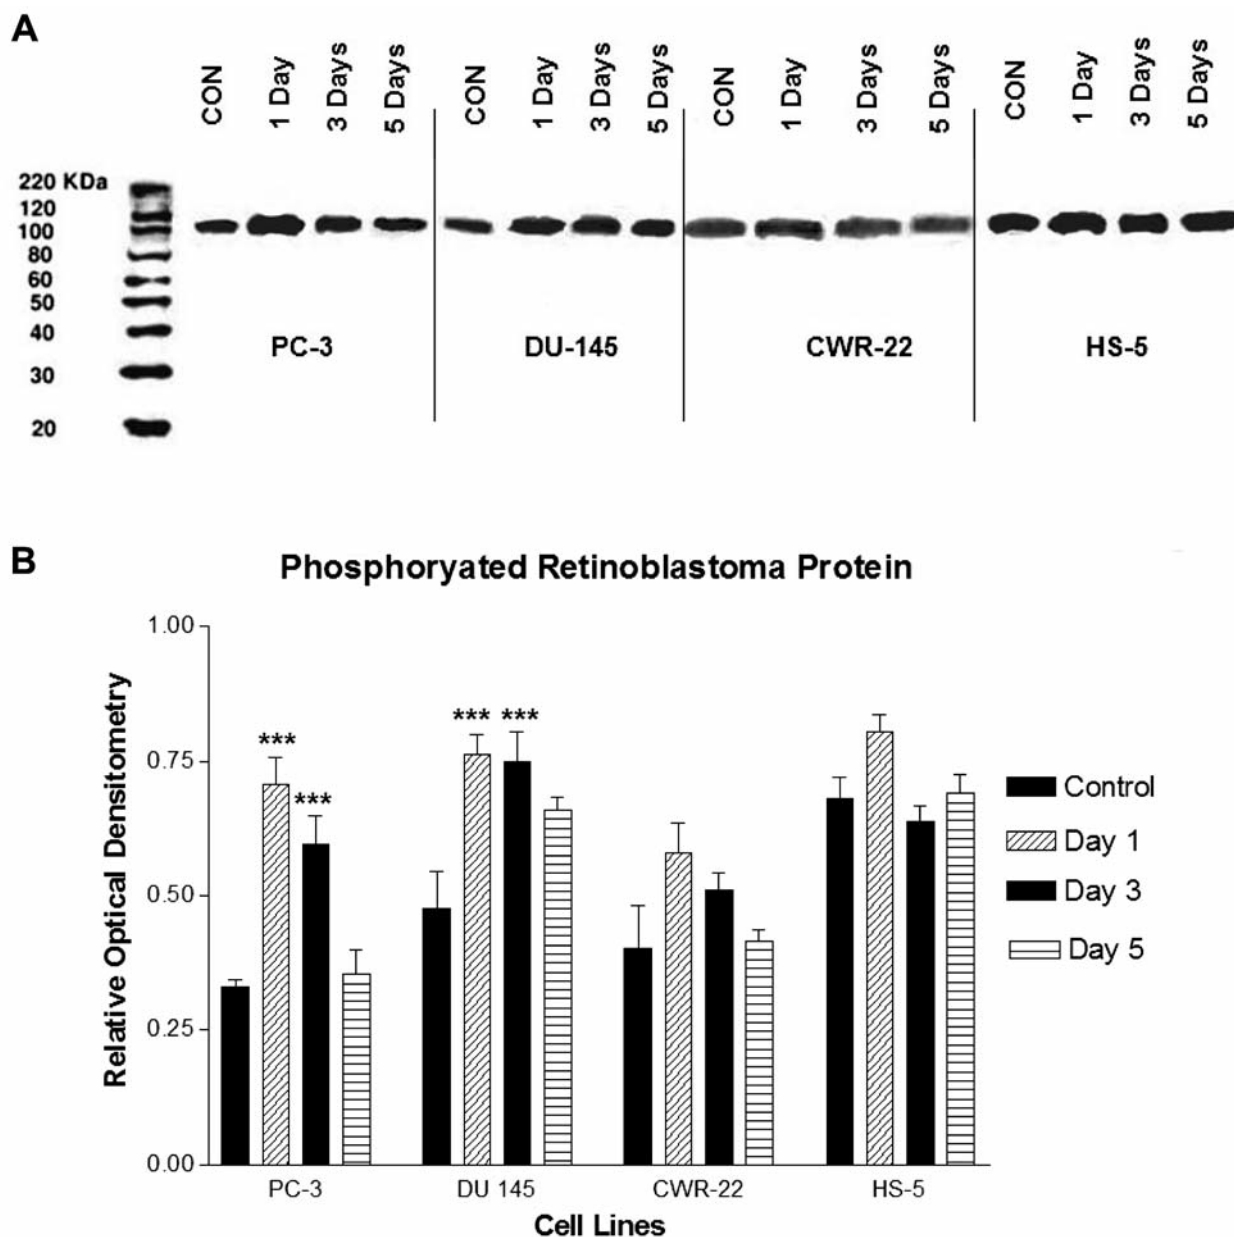 A
CON 1 Day 3 Days 5 Days CON 1 Day 3 Days 5 Days CON 1 Day 3 Days 5 Days CON 1 Day 3 Days 5 Days
220 KDa
120
100
80
60
50
40
30
20
PC-3 DU-145 CWR-22 HS-5
B
Phosphoryated Retinoblastoma Protein
Relative Optical Densitometry
1.00
0.75
0.50
0.25
0.00
*** *** *** ***
PC-3 DU 145 CWR-22 HS-5
Cell Lines
Control
Day 1
Day 3
Day 5